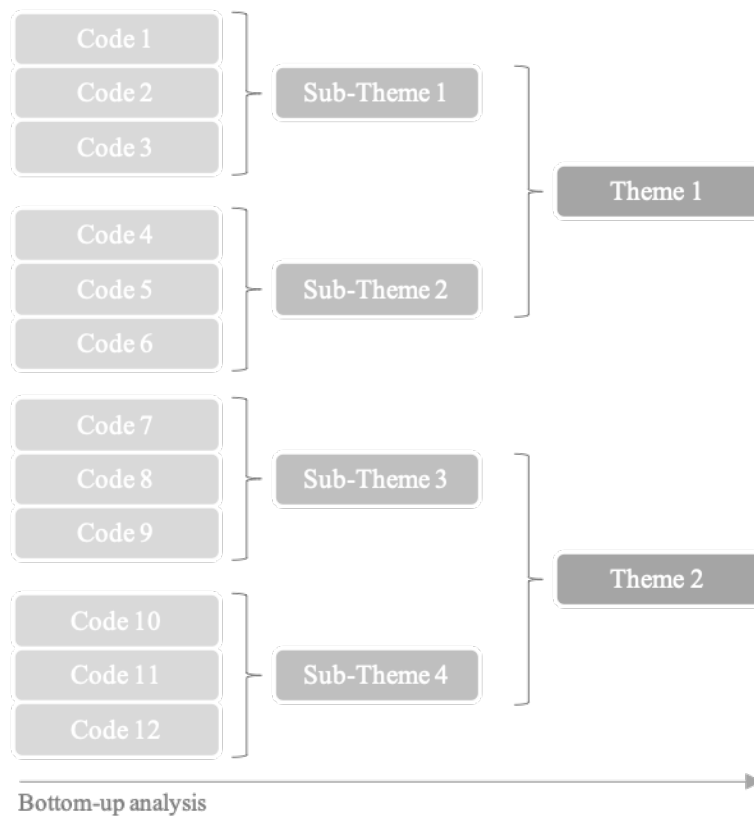 Code 1
Code 2
Code 3
Sub-Theme 1
Code 4
Code 5
Code 6
Sub-Theme 2
Theme 1
Code 7
Code 8
Code 9
Sub-Theme 3
Code 10
Code 11
Code 12
Sub-Theme 4
Theme 2
Bottom-up analysis